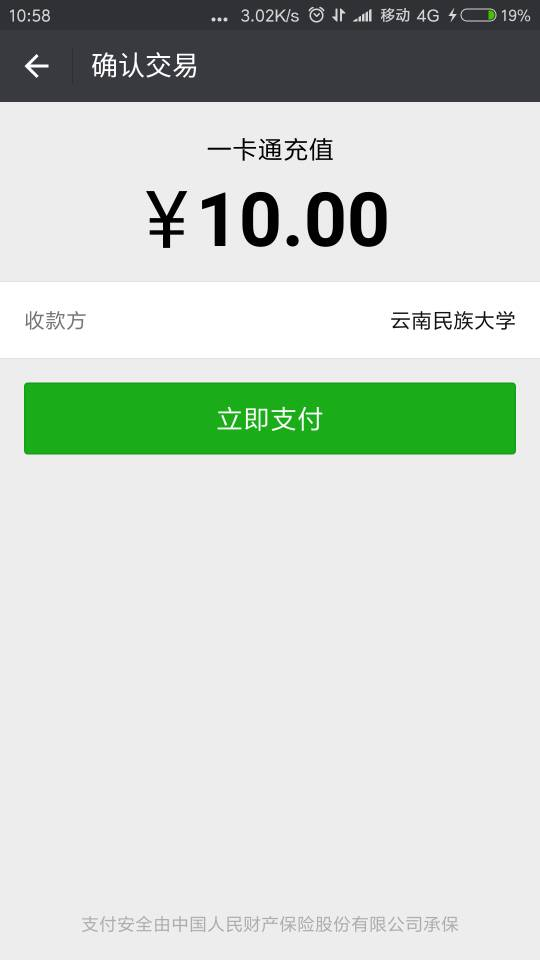 10:58 ... 3.02K/s 移动 4G 19%
确认交易
一卡通充值
¥10.00
收款方 云南民族大学
立即支付
支付安全由中国人民财产保险股份有限公司承保